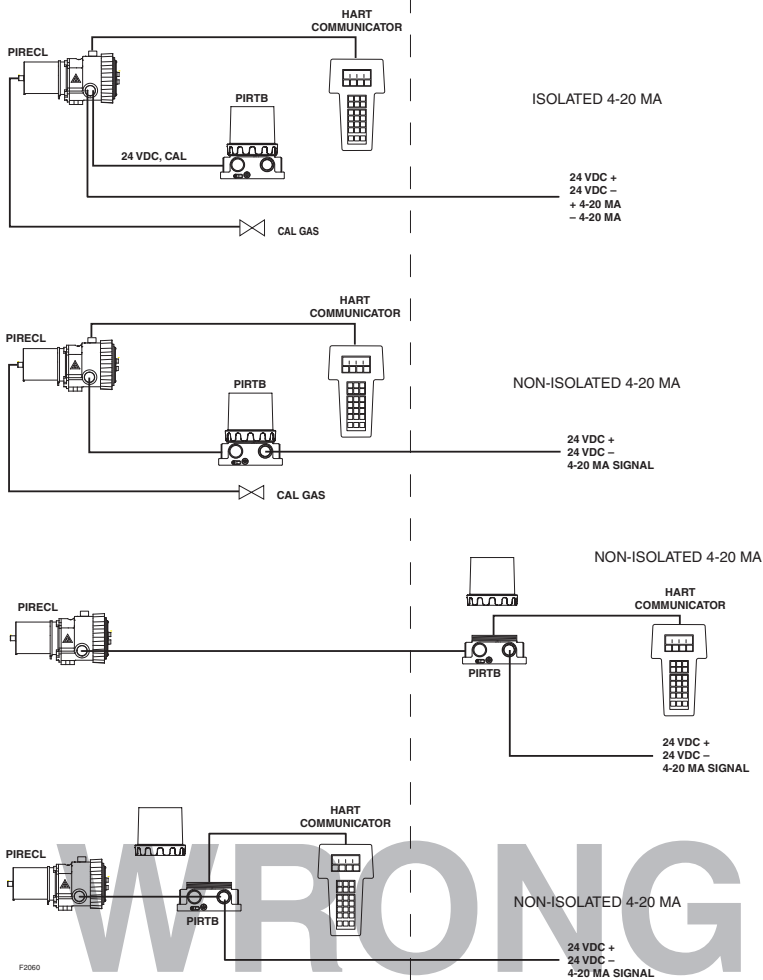 HART
COMMUNICATOR
PIRECL
PIRTB
ISOLATED 4-20 MA
24 VDC, CAL
24 VDC +
24 VDC –
+ 4-20 MA
– 4-20 MA
CAL GAS
HART
COMMUNICATOR
PIRECL
PIRTB
NON-ISOLATED 4-20 MA
24 VDC +
24 VDC –
4-20 MA SIGNAL
CAL GAS
NON-ISOLATED 4-20 MA
HART
COMMUNICATOR
PIRECL
PIRTB
24 VDC +
24 VDC –
4-20 MA SIGNAL
HART
COMMUNICATOR
PIRECL
WRONG
NON-ISOLATED 4-20 MA
PIRTB
24 VDC +
24 VDC –
4-20 MA SIGNAL
F2060